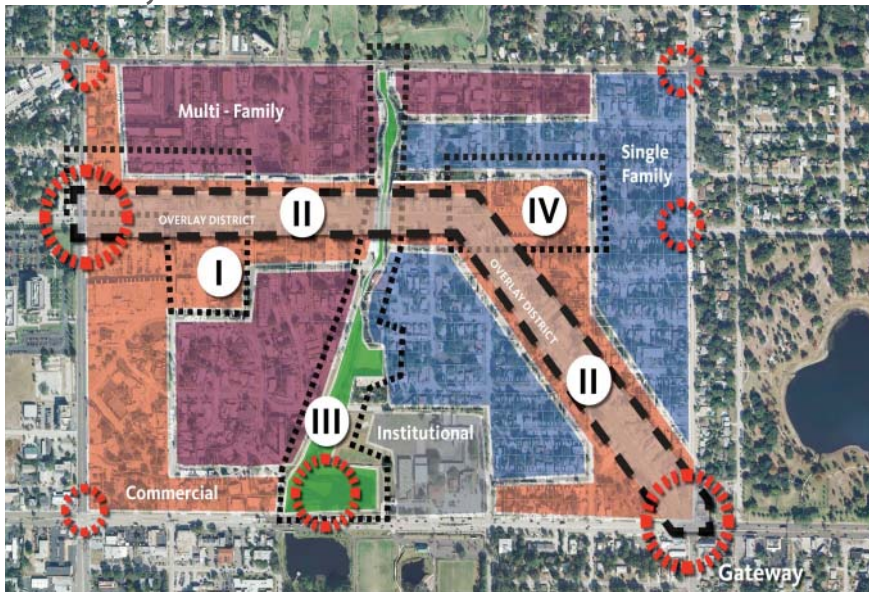 Multi - Family
Single
Family
OVERLAY DISTRICT
II
IV
I
OVERLAY
DISTRICT
II
III
Institutional
Commercial
Gateway